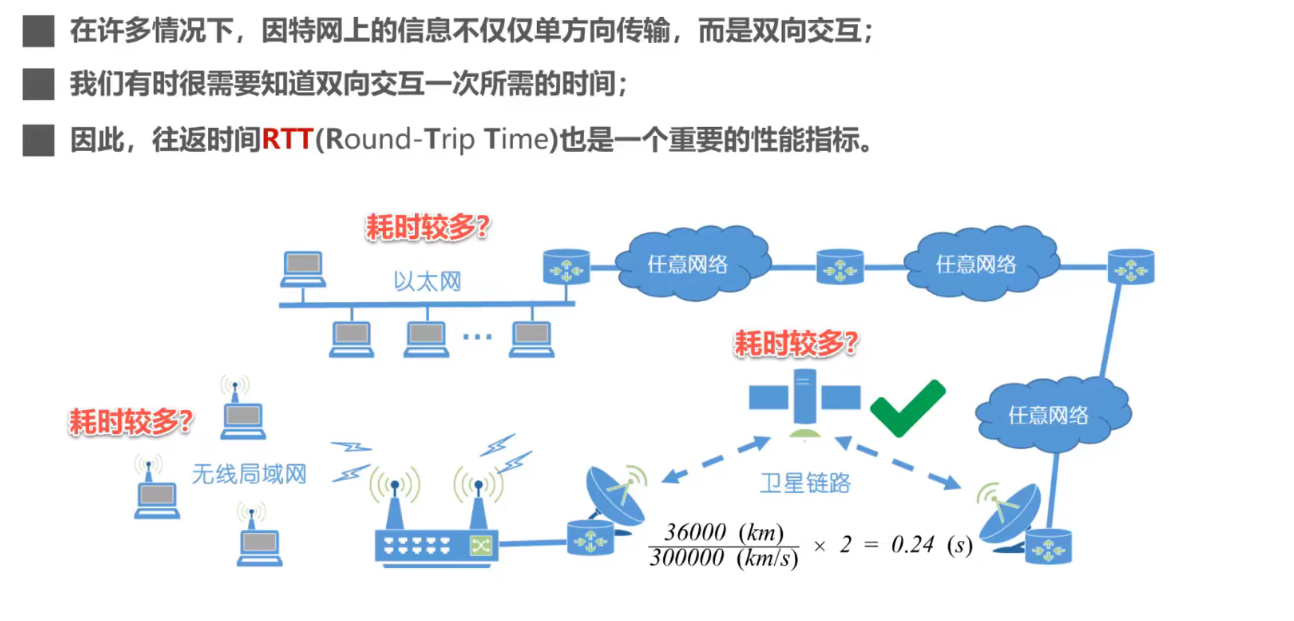 在许多情况下，因特网上的信息不仅仅单方向传输，而是双向交互；
我们有时很需要知道双向交互一次所需的时间；
因此，往返时间RTT(Round-Trip Time)也是一个重要的性能指标。
耗时较多？
以太网
任意网络
任意网络
耗时较多？
耗时较多？
任意网络
无线局域网
卫星链路
36000 (km)
300000 (km/s)
× 2 = 0.24 (s)